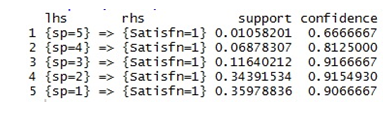 lhs rhs support confidence
1 {sp=5} => {Satisfn=1} 0.01058201 0.6666667
2 {sp=4} => {Satisfn=1} 0.06878307 0.8125000
3 {sp=3} => {Satisfn=1} 0.11640212 0.9166667
4 {sp=2} => {Satisfn=1} 0.34391534 0.9154930
5 {sp=1} => {Satisfn=1} 0.35978836 0.9066667